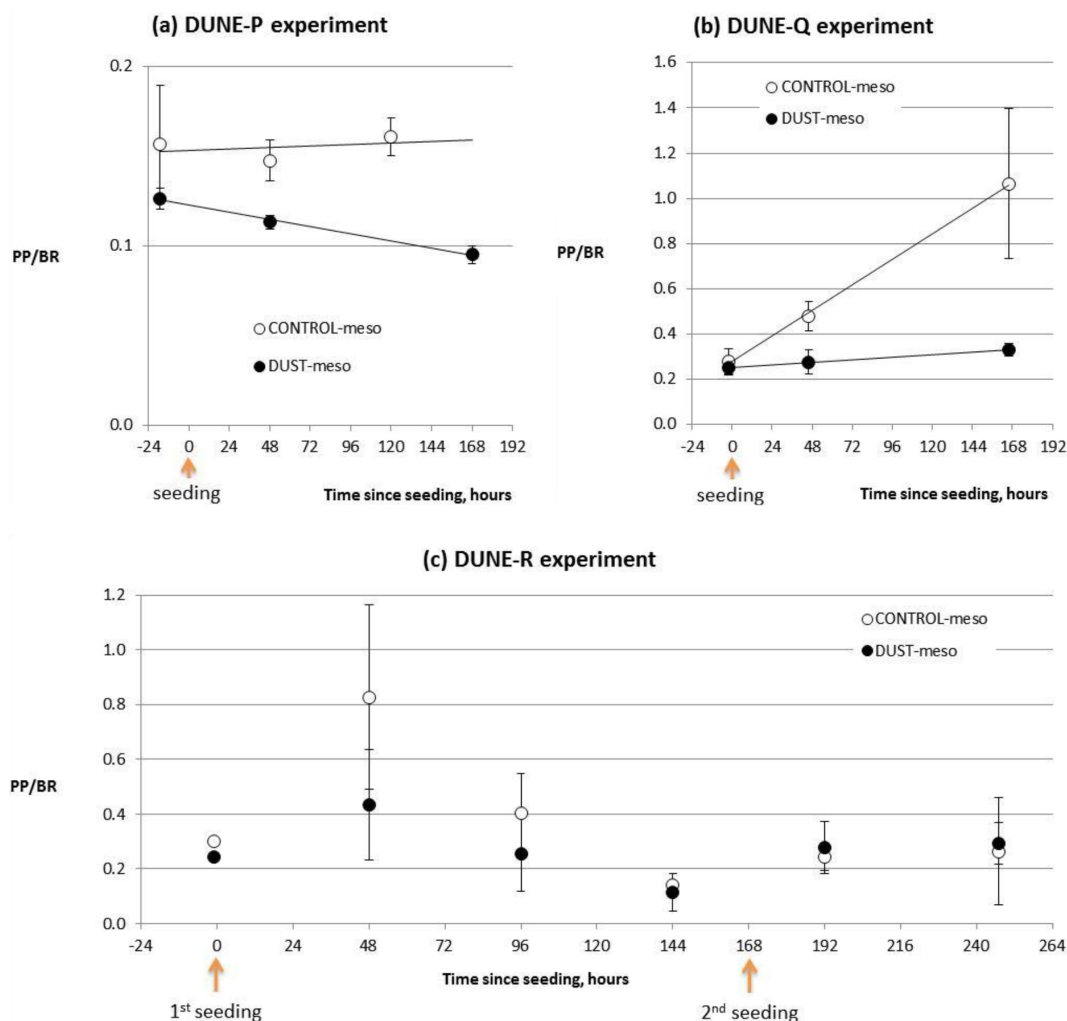 (a) DUNE-P experiment
0.2
0.1
0.0
PP/BR
CONTROL-meso
DUST-meso
-24 0 24 48 72 96 120 144 168 192
seeding
Time since seeding, hours
(b) DUNE-Q experiment
1.6
1.4
1.2
1.0
0.8
0.6
0.4
0.2
0.0
PP/BR
CONTROL-meso
DUST-meso
-24 0 24 48 72 96 120 144 168 192
seeding
Time since seeding, hours
(c) DUNE-R experiment
1.2
1.0
0.8
0.6
0.4
0.2
0.0
PP/BR
CONTROL-meso
DUST-meso
-24 0 24 48 72 96 120 144 168 192 216 240 264
Time since seeding, hours
1st seeding
2nd seeding